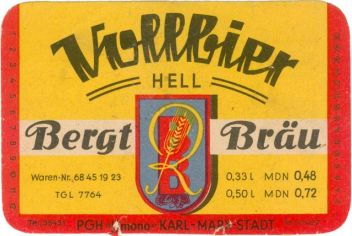 Vollbier
HELL
Bergt Bräu
Waren-Nr. 68 45 19 23
TGL 7764
0,33 L MDN 0,48
0,50 L MDN 0,72
PGH KARL-MARX-STADT